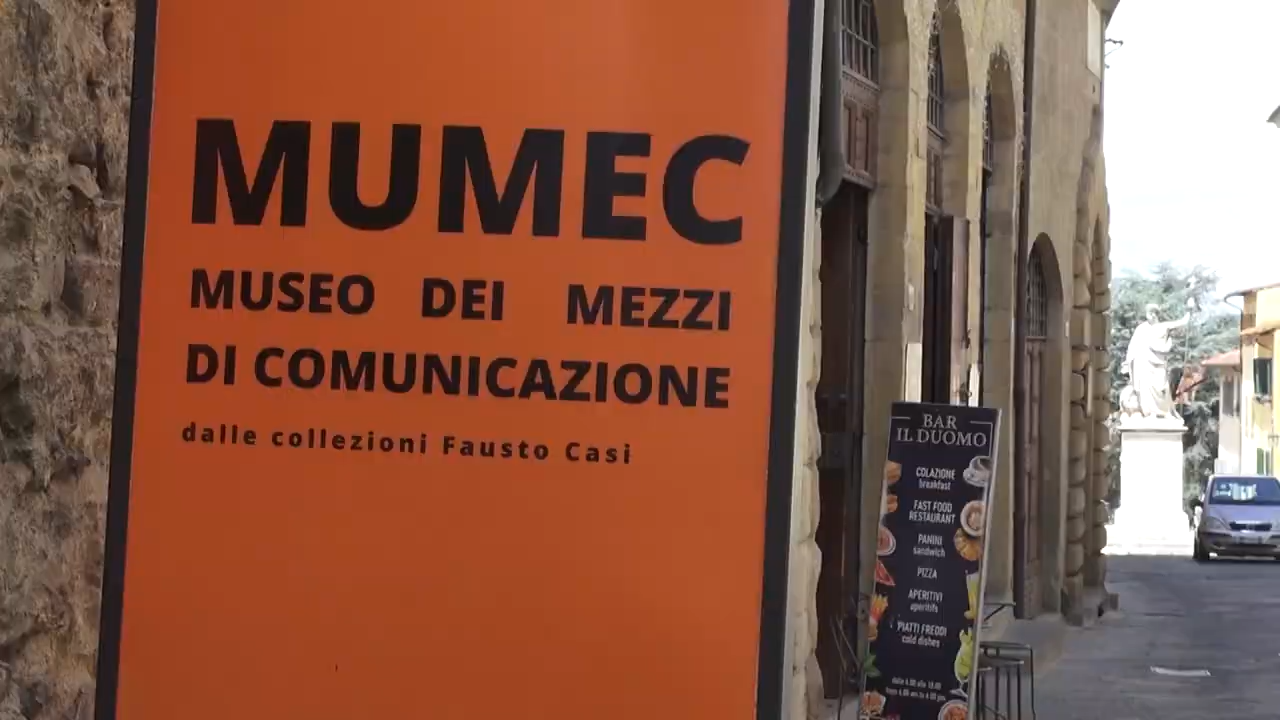 MUMEC
MUSEO DEI MEZZI
DI COMUNICAZIONE
dalle collezioni Fausto Casi
BAR
IL DUOMO
COLAZIONE
breakfast
FAST FOOD
RESTAURANT
PANINI
sandwich
PIZZA
APERITIVI
aperitifs
PIATTI FREDDI
cold dishes